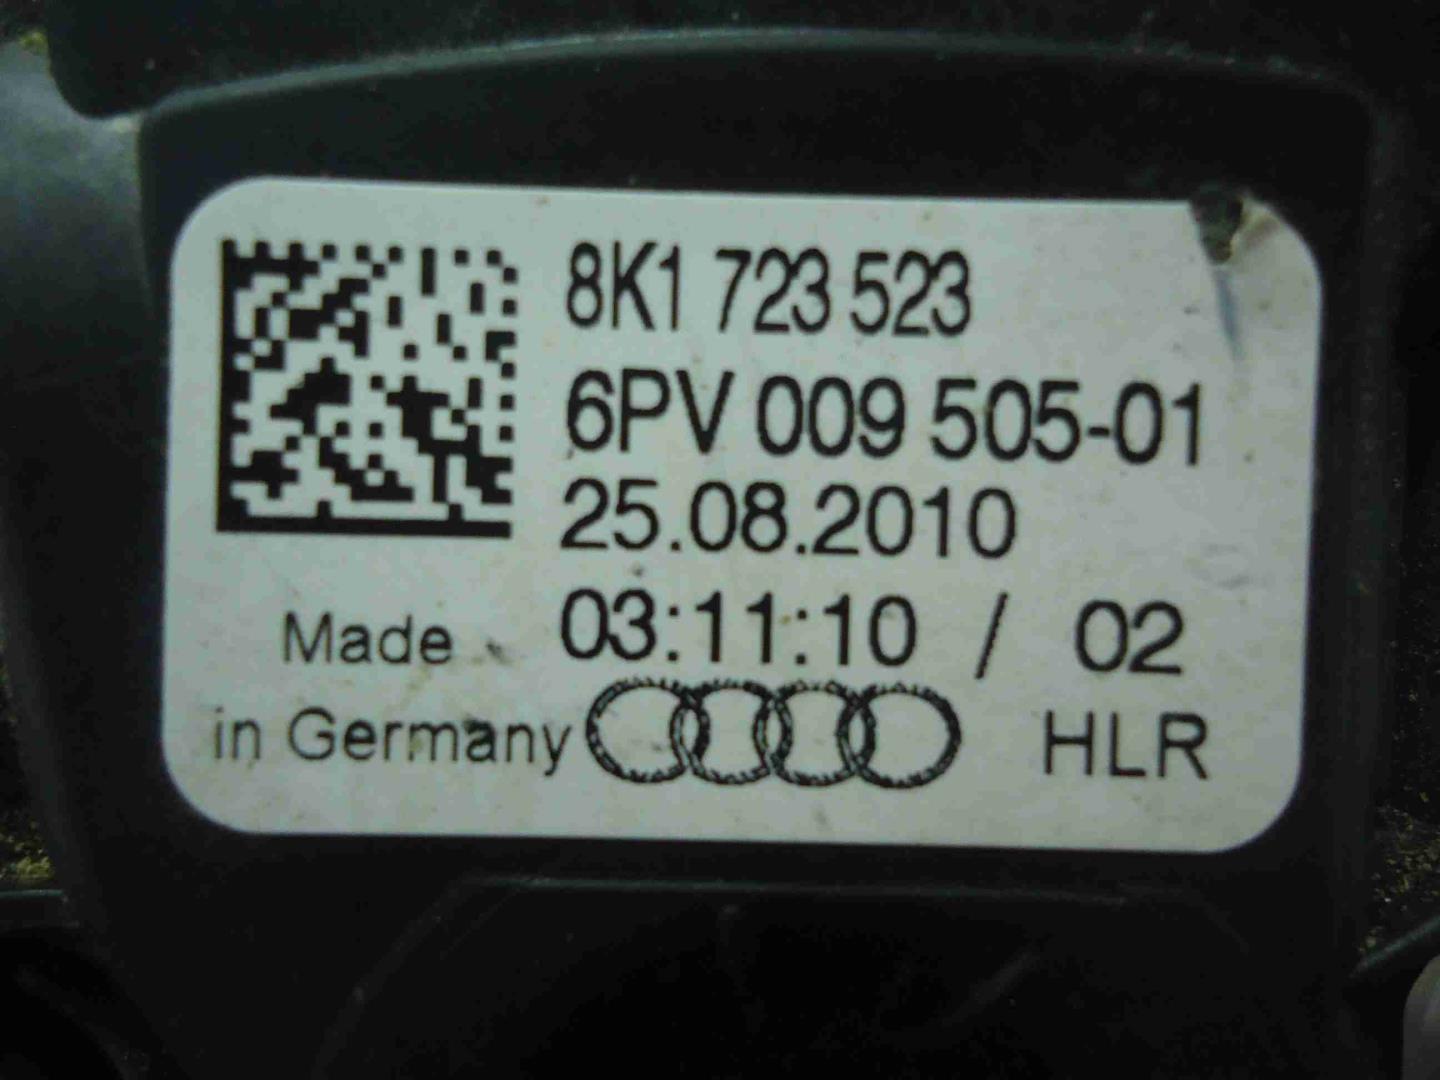 8K1 723 523
6PV 009 505-01
25.08.2010
03:11:10 / 02
Made
in Germany
HLR